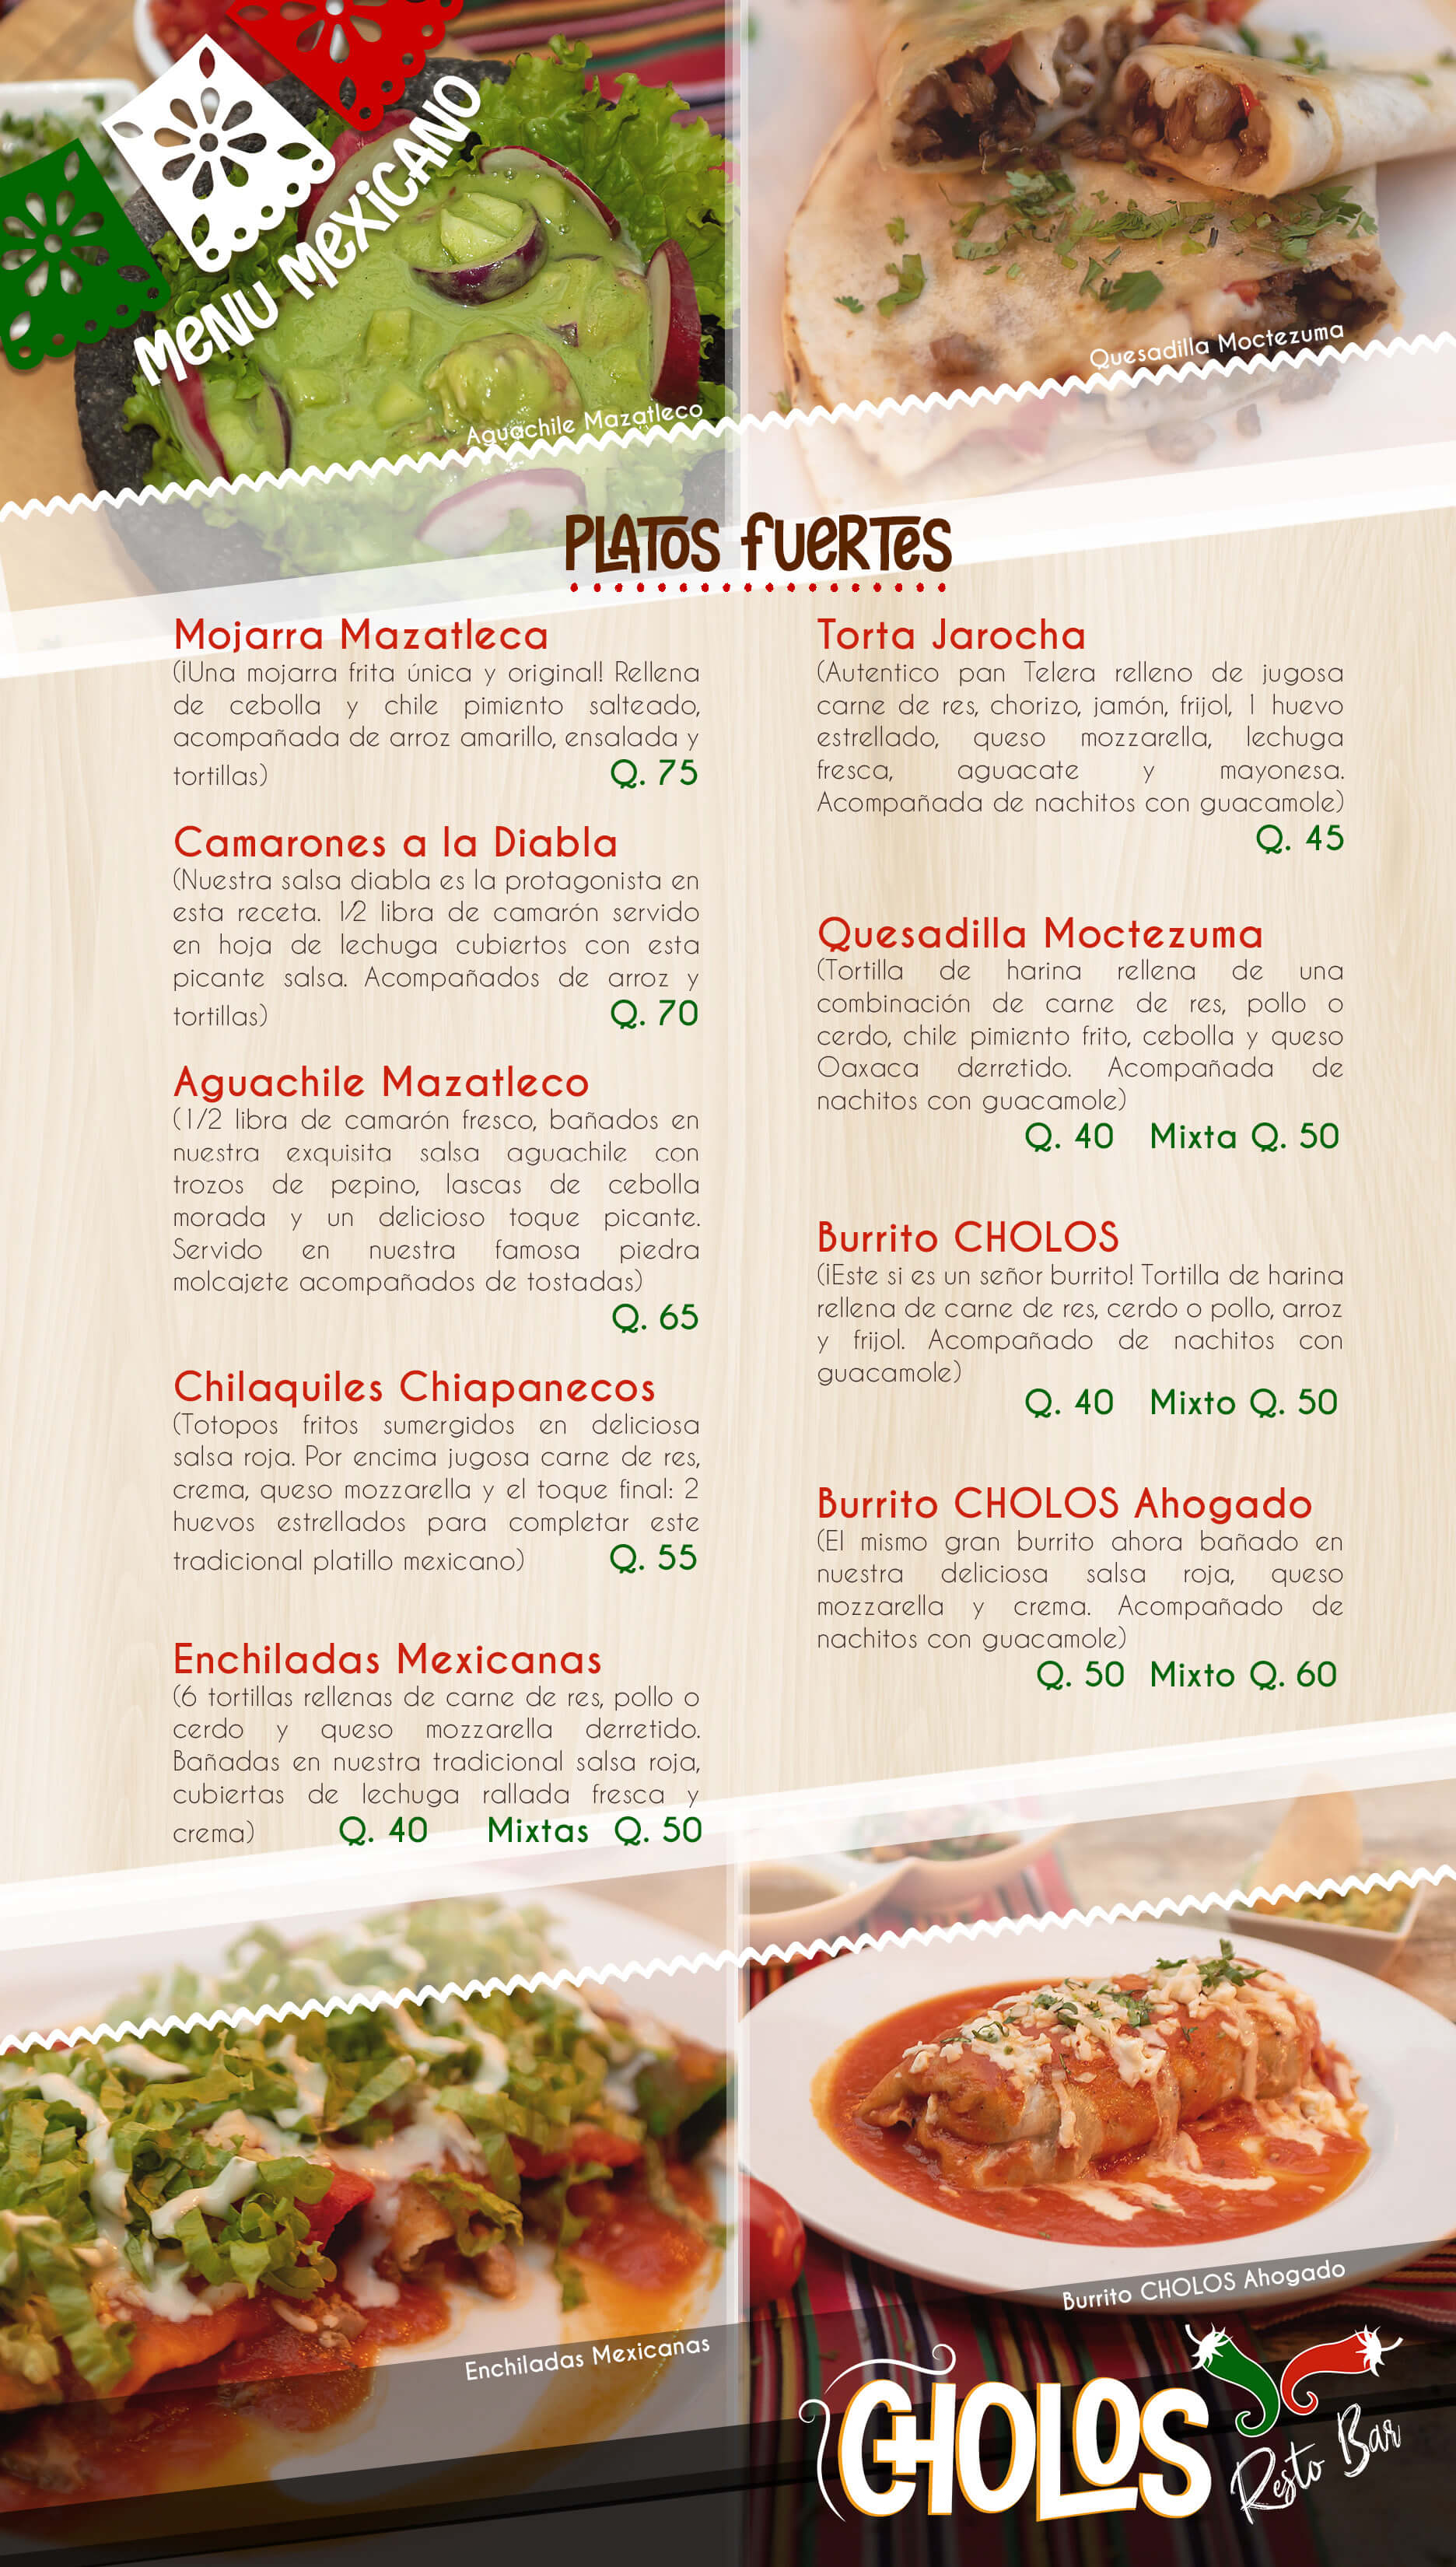 MENU MEXICANO
Aguachile Mazatleco
Quesadilla Moctezuma
PLATOS FUERTES
Mojarra Mazatleca
(¡Una mojarra frita única y original! Rellena
de cebolla y chile pimiento salteado,
acompañada de arroz amarillo, ensalada y
tortillas) Q. 75
Camarones a la Diabla
(Nuestra salsa diabla es la protagonista en
esta receta. 1/2 libra de camarón servido
en hoja de lechuga cubiertos con esta
picante salsa. Acompañados de arroz y
tortillas) Q. 70
Aguachile Mazatleco
(1/2 libra de camarón fresco, bañados en
nuestra exquisita salsa aguachile con
trozos de pepino, lascas de cebolla
morada y un delicioso toque picante.
Servido en nuestra famosa piedra
molcajete acompañados de tostadas)
Q. 65
Chilaquiles Chiapanecos
(Totopos fritos sumergidos en deliciosa
salsa roja. Por encima jugosa carne de res,
crema, queso mozzarella y el toque final: 2
huevos estrellados para completar este
tradicional platillo mexicano) Q. 55
Enchiladas Mexicanas
(6 tortillas rellenas de carne de res, pollo o
cerdo y queso mozzarella derretido.
Bañadas en nuestra tradicional salsa roja,
cubiertas de lechuga rallada fresca y
crema) Q. 40 Mixtas Q. 50
Torta Jarocha
(Autentico pan Telera relleno de jugosa
carne de res, chorizo, jamón, frijol, 1 huevo
estrellado, queso mozzarella, lechuga
fresca, aguacate y mayonesa.
Acompañada de nachitos con guacamole)
Q. 45
Quesadilla Moctezuma
(Tortilla de harina rellena de una
combinación de carne de res, pollo o
cerdo, chile pimiento frito, cebolla y queso
Oaxaca derretido. Acompañada de
nachitos con guacamole)
Q. 40 Mixta Q. 50
Burrito CHOLOS
(¡Este si es un señor burrito! Tortilla de harina
rellena de carne de res, cerdo o pollo, arroz
y frijol. Acompañado de nachitos con
guacamole)
Q. 40 Mixto Q. 50
Burrito CHOLOS Ahogado
(El mismo gran burrito ahora bañado en
nuestra deliciosa salsa roja, queso
mozzarella y crema. Acompañado de
nachitos con guacamole)
Q. 50 Mixto Q. 60
Enchiladas Mexicanas
Burrito CHOLOS Ahogado
CHOLOS
Resto Bar